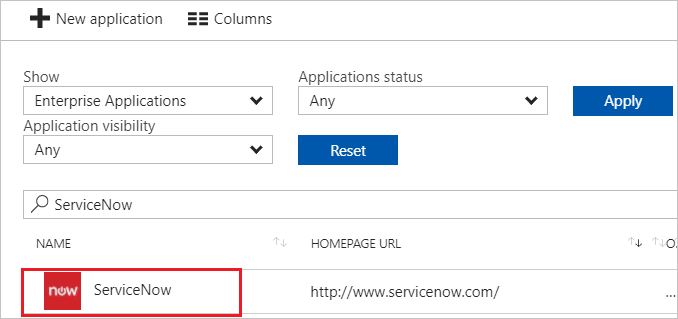 New application Columns
Show Applications status
Enterprise Applications Any Apply
Application visibility
Any Reset
ServiceNow
NAME HOMEPAGE URL O.
now ServiceNow http://www.servicenow.com/ ...